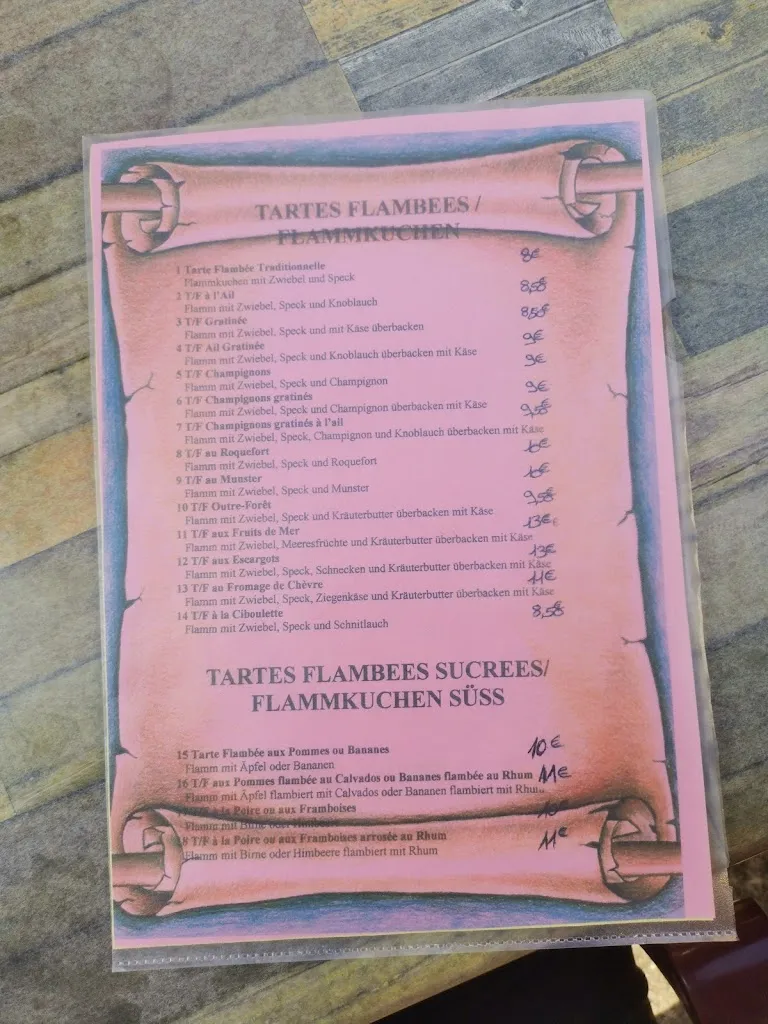 TARTES FLAMBEES /
FLAMMKUCHEN
1 Tarte Flambée Traditionnelle 8€
Flammkuchen mit Zwiebel und Speck
2 T/F à l'Ail 8,5€
Flamm mit Zwiebel, Speck und Knoblauch
3 T/F Gratinée 8,5€
Flamm mit Zwiebel, Speck und mit Käse überbacken
4 T/F Ail Gratinée 9€
Flamm mit Zwiebel, Speck und Knoblauch überbacken mit Käse
5 T/F Champignons 9€
Flamm mit Zwiebel, Speck und Champignon
6 T/F Champignons gratinés 9€
Flamm mit Zwiebel, Speck und Champignon überbacken mit Käse
7 T/F Champignons gratinés à l'ail 9,5€
Flamm mit Zwiebel, Speck, Champignon und Knoblauch überbacken mit Käse
8 T/F au Roquefort
Flamm mit Zwiebel, Speck und Roquefort
9 T/F au Munster
Flamm mit Zwiebel, Speck und Munster
10 T/F Outre-Forêt 9,5€
Flamm mit Zwiebel, Speck und Kräuterbutter überbacken mit Käse
11 T/F aux Fruits de Mer 13€
Flamm mit Zwiebel, Meeresfrüchte und Kräuterbutter überbacken mit Käse
12 T/F aux Escargots 13€
Flamm mit Zwiebel, Speck, Schnecken und Kräuterbutter überbacken mit Käse
13 T/F au Fromage de Chèvre 11€
Flamm mit Zwiebel, Speck, Ziegenkäse und Kräuterbutter überbacken mit Käse
14 T/F à la Ciboulette 8,5€
Flamm mit Zwiebel, Speck und Schnitlauch
TARTES FLAMBEES SUCREES/
FLAMMKUCHEN SÜSS
15 Tarte Flambée aux Pommes ou Bananes 10€
Flamm mit Äpfel oder Bananen
16 T/F aux Pommes flambée au Calvados ou Bananes flambée au Rhum 11€
Flamm mit Äpfel flambiert mit Calvados oder Bananen flambiert mit Rhum
T/F à la Poire ou aux Framboises 10€
Flamm mit Birne oder Himbeere
8 T/F à la Poire ou aux Framboises arrosée au Rhum 11€
Flamm mit Birne oder Himbeere flambiert mit Rhum